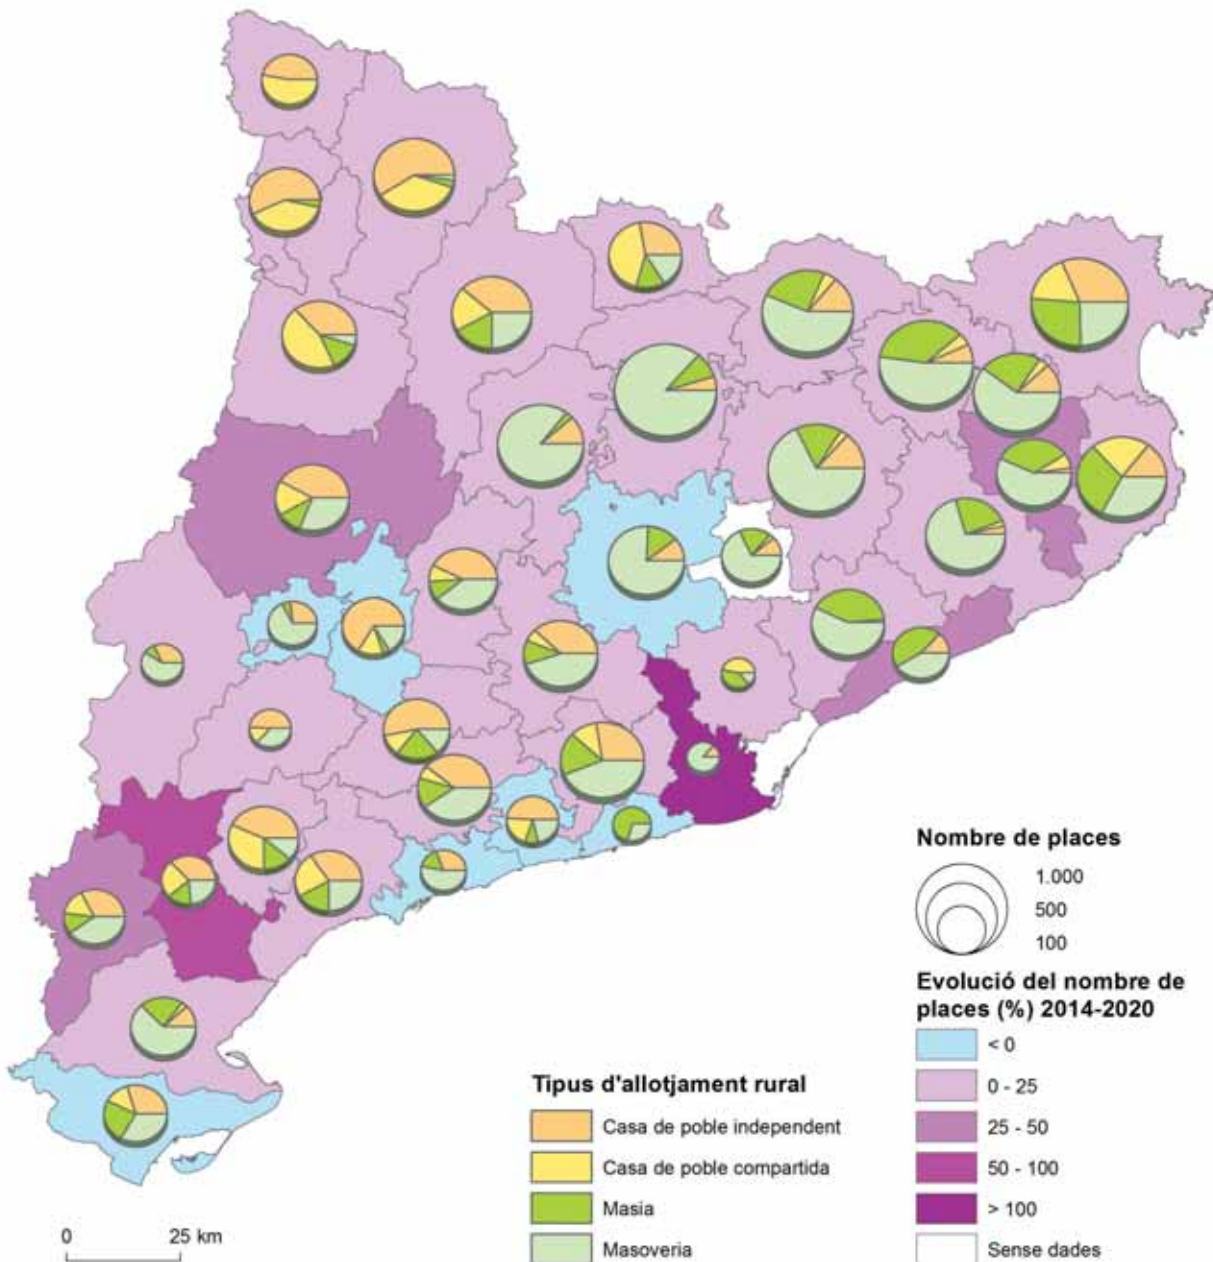 Nombre de places
1.000
500
100
Evolució del nombre de
places (%) 2014-2020
< 0
0 - 25
25 - 50
50 - 100
> 100
Sense dades
Tipus d'allotjament rural
Casa de poble independent
Casa de poble compartida
Masia
Masoveria
0 25 km